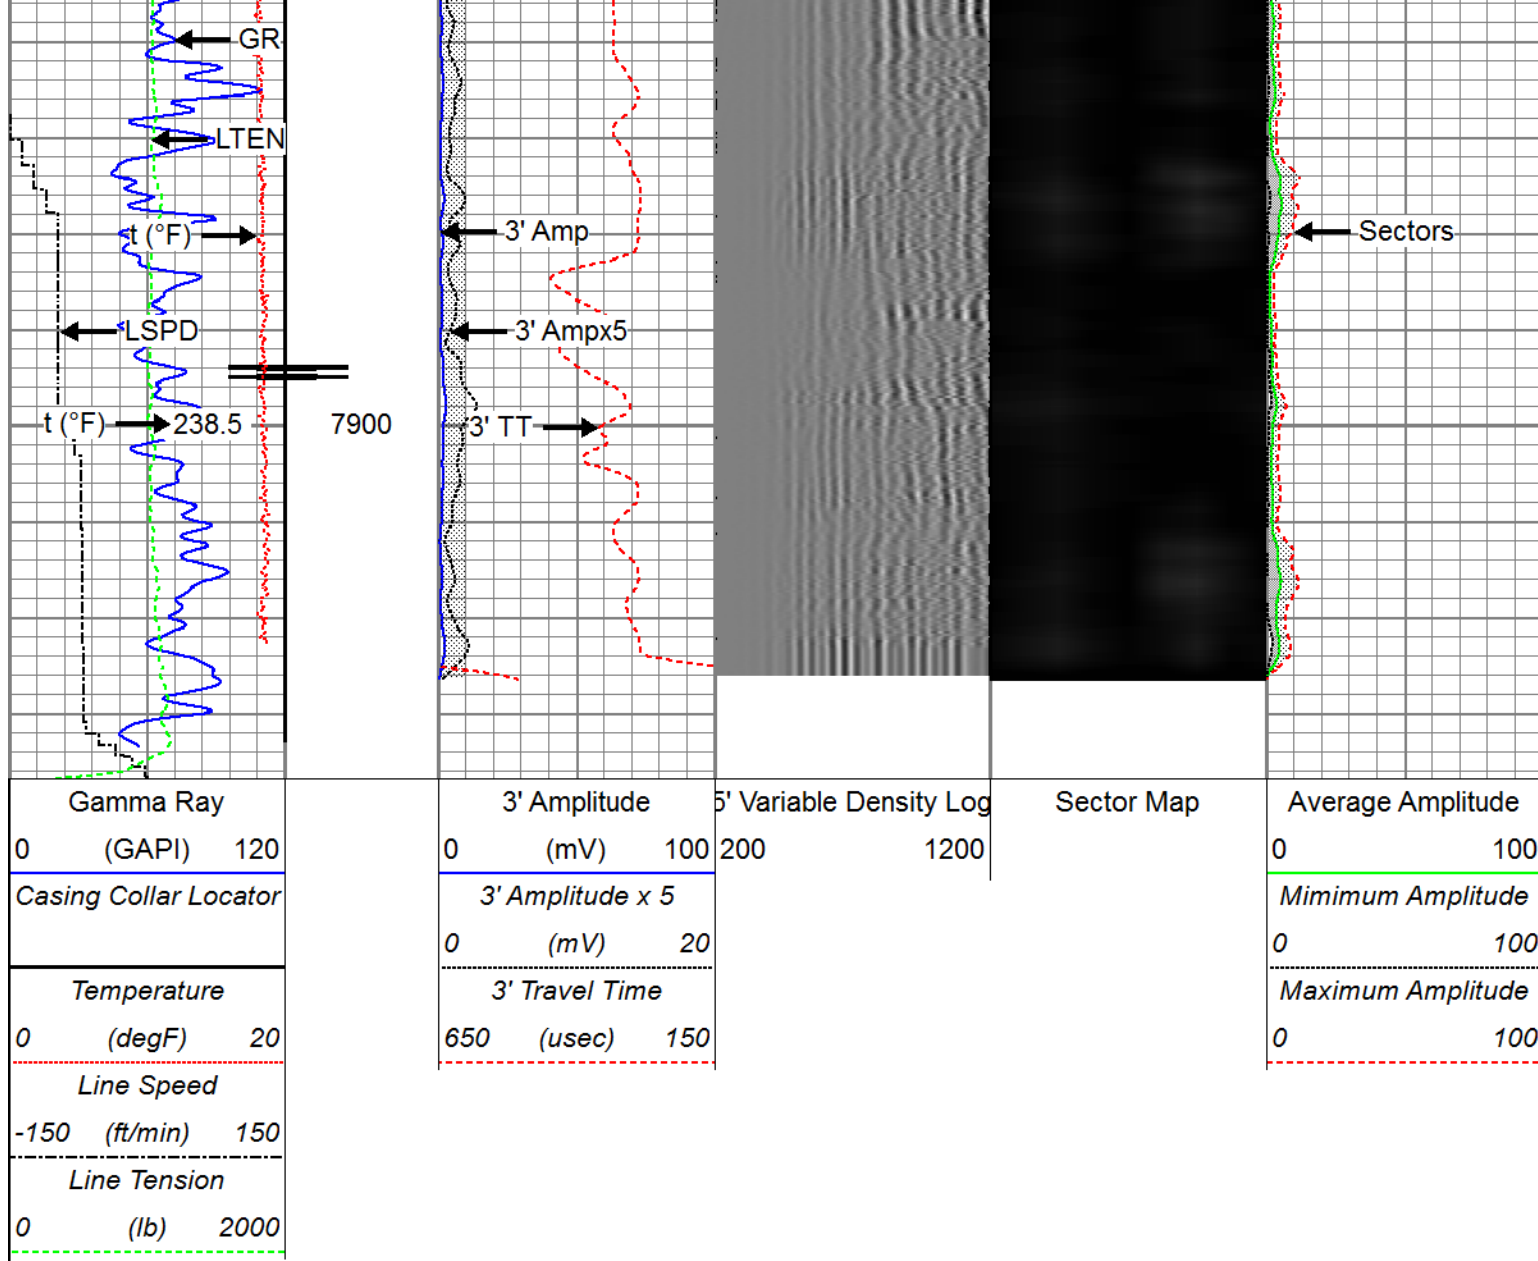 GR
LTEN
t (°F)
3' Amp
Sectors
LSPD
3' Ampx5
t (°F)
238.5
7900
3' TT
Gamma Ray
0 (GAPI) 120
Casing Collar Locator
Temperature
0 (degF) 20
Line Speed
-150 (ft/min) 150
Line Tension
0 (lb) 2000
3' Amplitude
0 (mV) 100
3' Amplitude x 5
0 (mV) 20
3' Travel Time
650 (usec) 150
5' Variable Density Log
200 1200
Sector Map
Average Amplitude
0 100
Mimimum Amplitude
0 100
Maximum Amplitude
0 100